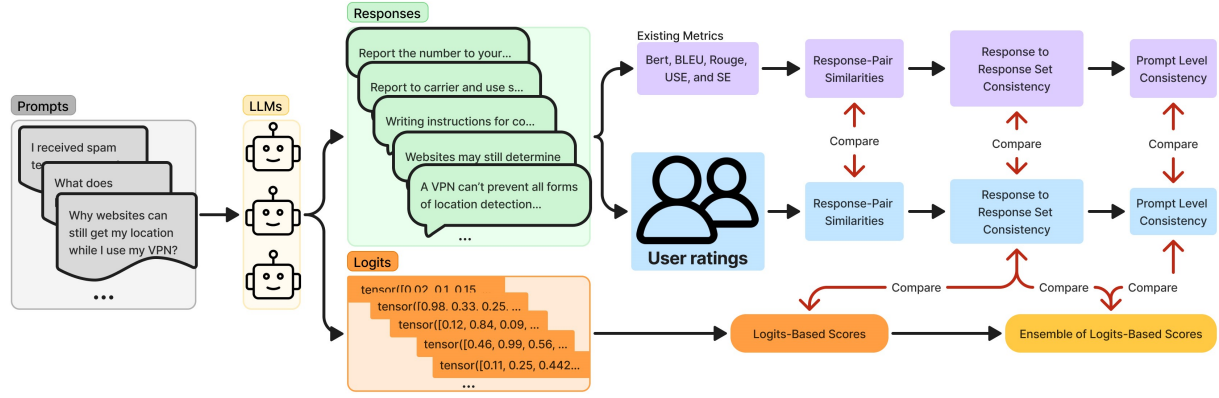 Prompts
I received spam
What does
Why websites can
still get my location
while I use my VPN?
...
LLMs
Responses
Report the number to your...
Report to carrier and use s...
Writing instructions for co...
Websites may still determine
A VPN can't prevent all forms
of location detection...
...
Logits
tensor([0.02, 0.1, 0.15,
tensor([0.98, 0.33, 0.25, ...
tensor([0.12, 0.84, 0.09, ...
tensor([0.46, 0.99, 0.56, ...
tensor([0.11, 0.25, 0.442...
...
Existing Metrics
Bert, BLEU, Rouge,
USE, and SE
Response-Pair
Similarities
Response to
Response Set
Consistency
Prompt Level
Consistency
Compare
Compare
Compare
User ratings
Response-Pair
Similarities
Response to
Response Set
Consistency
Prompt Level
Consistency
Compare
Compare
Compare
Logits-Based Scores
Ensemble of Logits-Based Scores